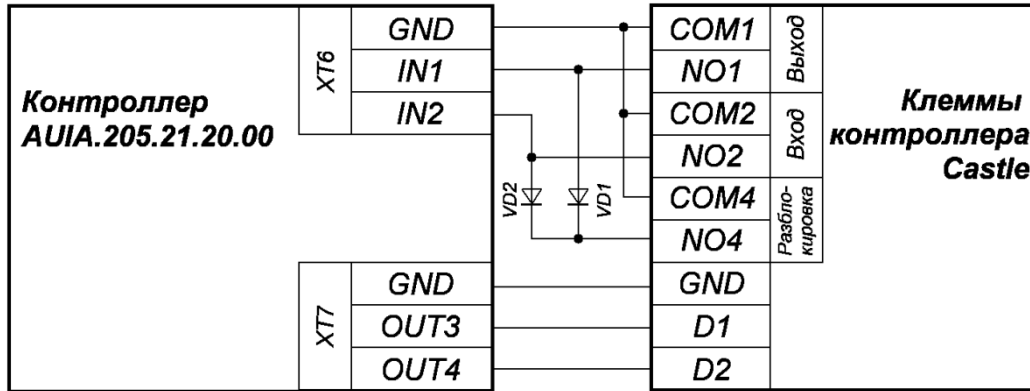 Контроллер
AUIA.205.21.20.00
XT6
GND
IN1
IN2
XT7
GND
OUT3
OUT4
VD2
VD1
COM1
NO1
COM2
NO2
COM4
NO4
GND
D1
D2
Выход
Вход
Разбло-
кировка
Клеммы
контроллера
Castle